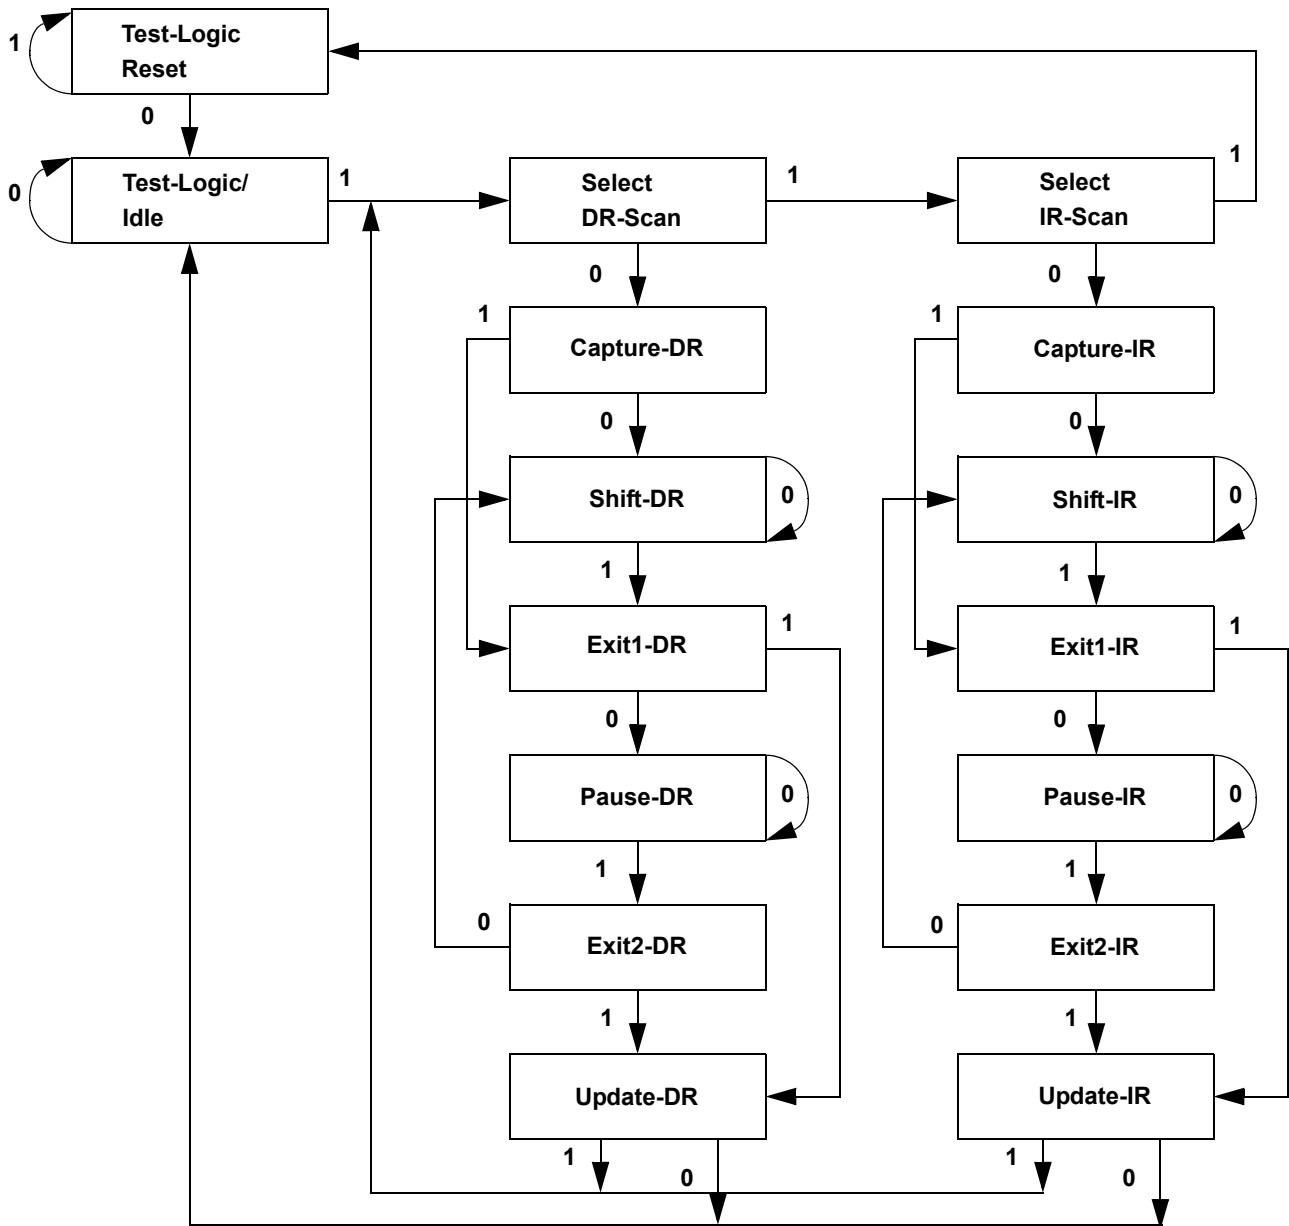 Test-Logic
Reset
1
0
Test-Logic/
Idle
0
1
Select
DR-Scan
1
Select
IR-Scan
1
0
0
1
Capture-DR
1
Capture-IR
0
0
Shift-DR
0
Shift-IR
0
1
1
Exit1-DR
1
Exit1-IR
1
0
0
Pause-DR
0
Pause-IR
0
1
1
0
Exit2-DR
0
Exit2-IR
1
1
Update-DR
Update-IR
1
0
1
0